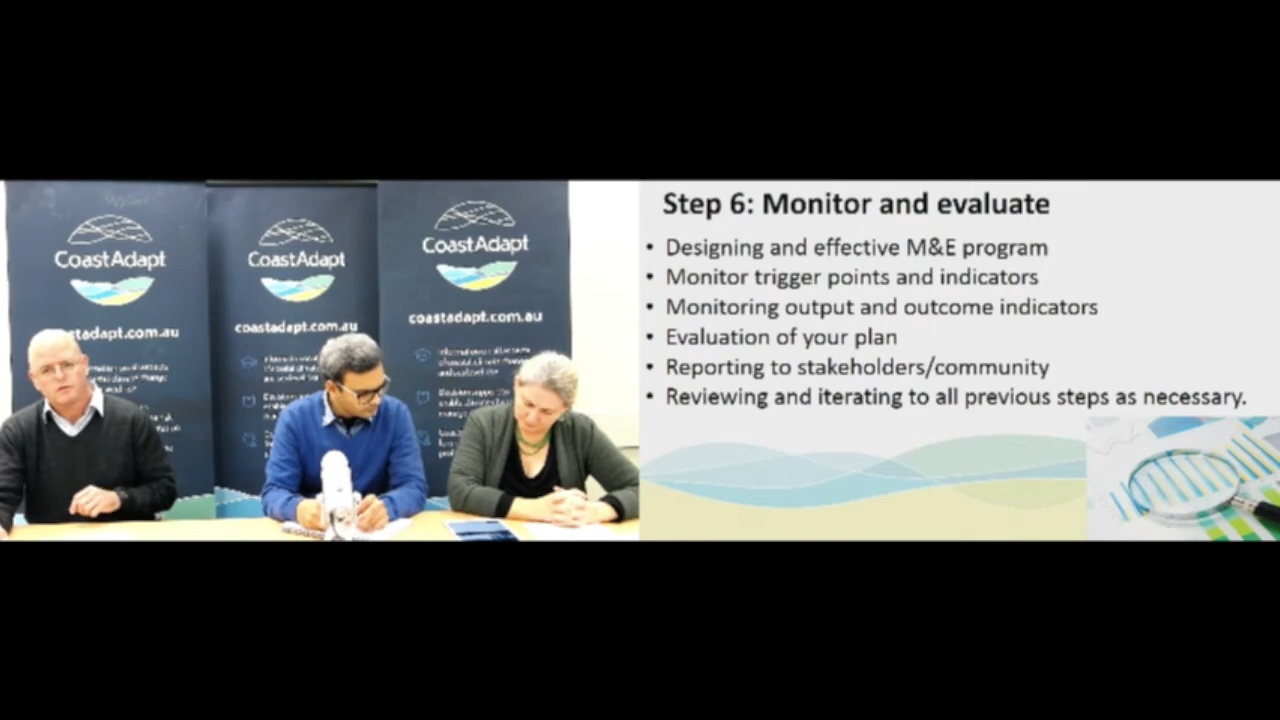 CoastAdapt
coastadapt.com.au
CoastAdapt
coastadapt.com.au
CoastAdapt
coastadapt.com.au
Step 6: Monitor and evaluate
• Designing and effective M&E program
• Monitor trigger points and indicators
• Monitoring output and outcome indicators
• Evaluation of your plan
• Reporting to stakeholders/community
• Reviewing and iterating to all previous steps as necessary.